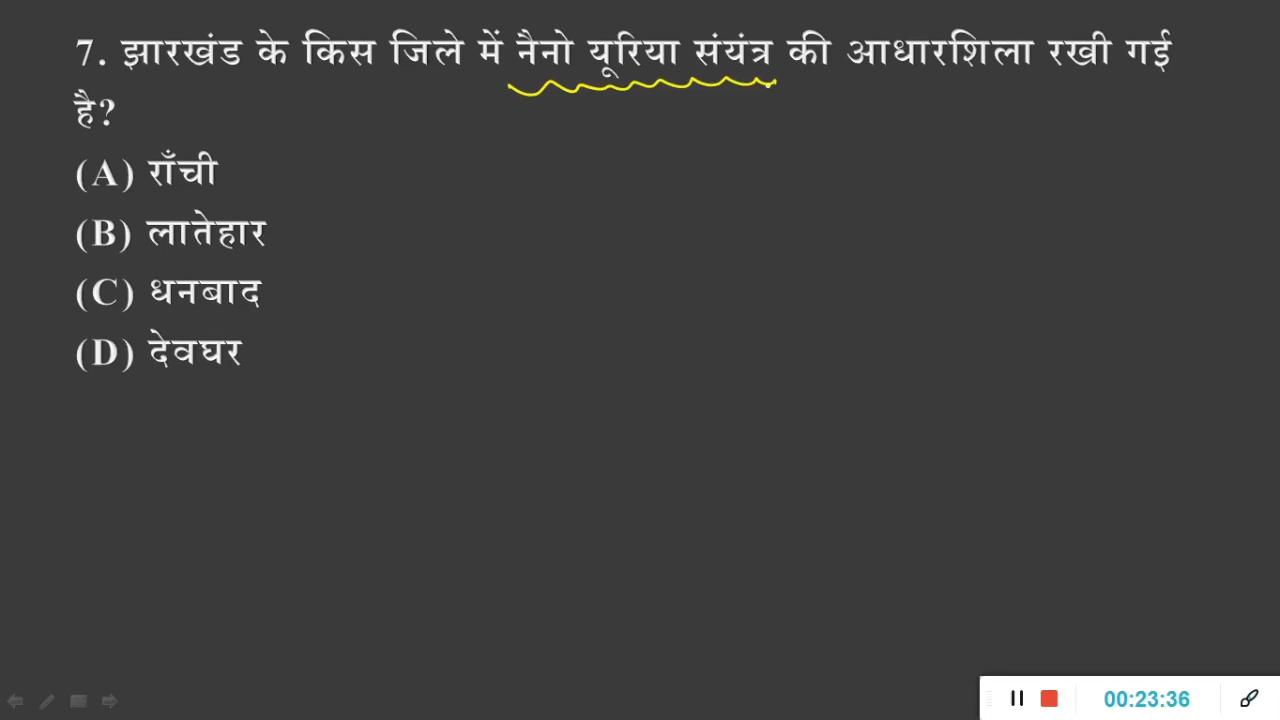 7. झारखंड के किस जिले में नैनो यूरिया संयंत्र की आधारशिला रखी गई
है?
(A) राँची
(B) लातेहार
(C) धनबाद
(D) देवघर
00:23:36